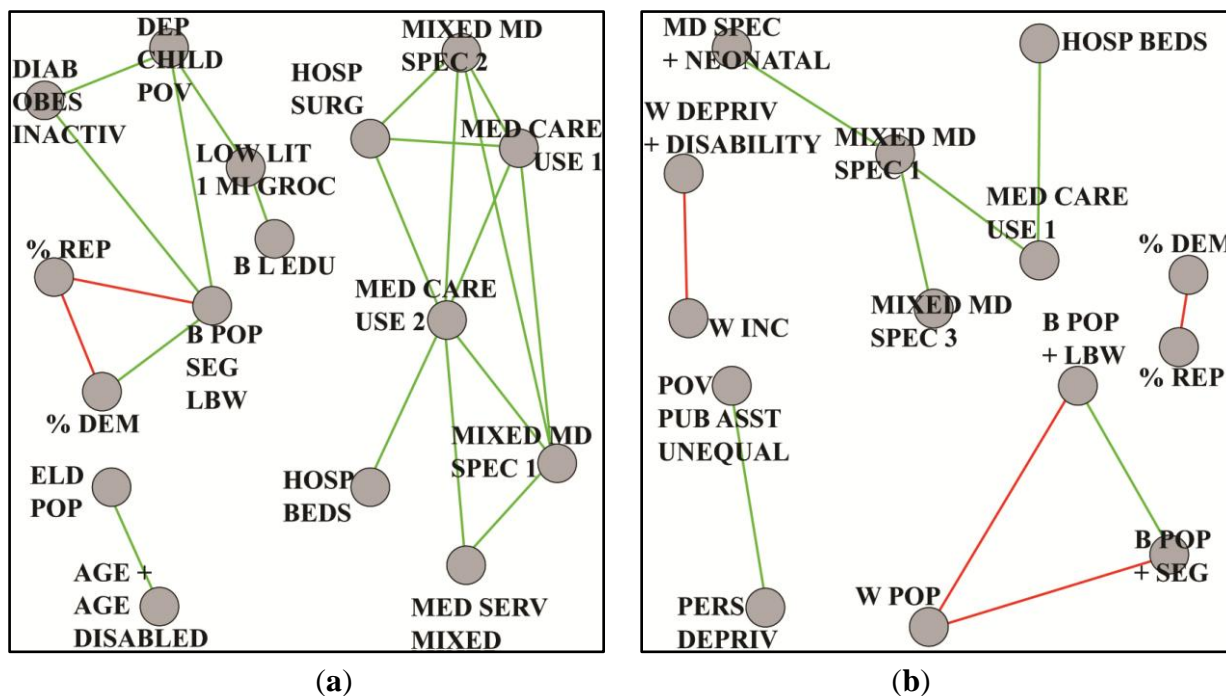 DEP
CHILD
POV
DIAB
OBES
INACTIV
MIXED MD
SPEC 2
HOSP
SURG
MED CARE
USE 1
LOW LIT
1 MI GROC
B L EDU
% REP
B POP
SEG
LBW
% DEM
MED CARE
USE 2
MIXED MD
SPEC 1
HOSP
BEDS
ELD
POP
AGE +
AGE
DISABLED
MED SERV
MIXED
(a)
MD SPEC
+ NEONATAL
HOSP BEDS
W DEPRIV
+ DISABILITY
MIXED MD
SPEC 1
MED CARE
USE 1
% DEM
W INC
MIXED MD
SPEC 3
B POP
+ LBW
% REP
POV
PUB ASST
UNEQUAL
B POP
+ SEG
W POP
PERS
DEPRIV
(b)